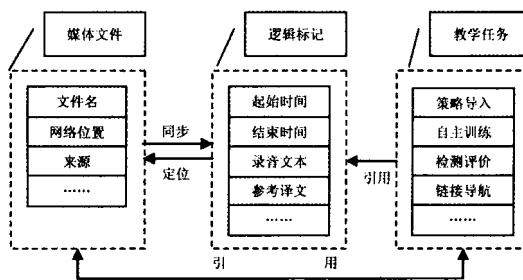 媒体文件
逻辑标记
教学任务
文件名
网络位置
来源
……
同步
定位
起始时间
结束时间
录音文本
参考译文
……
引用
策略导入
自主训练
检测评价
链接导航
……
引 用